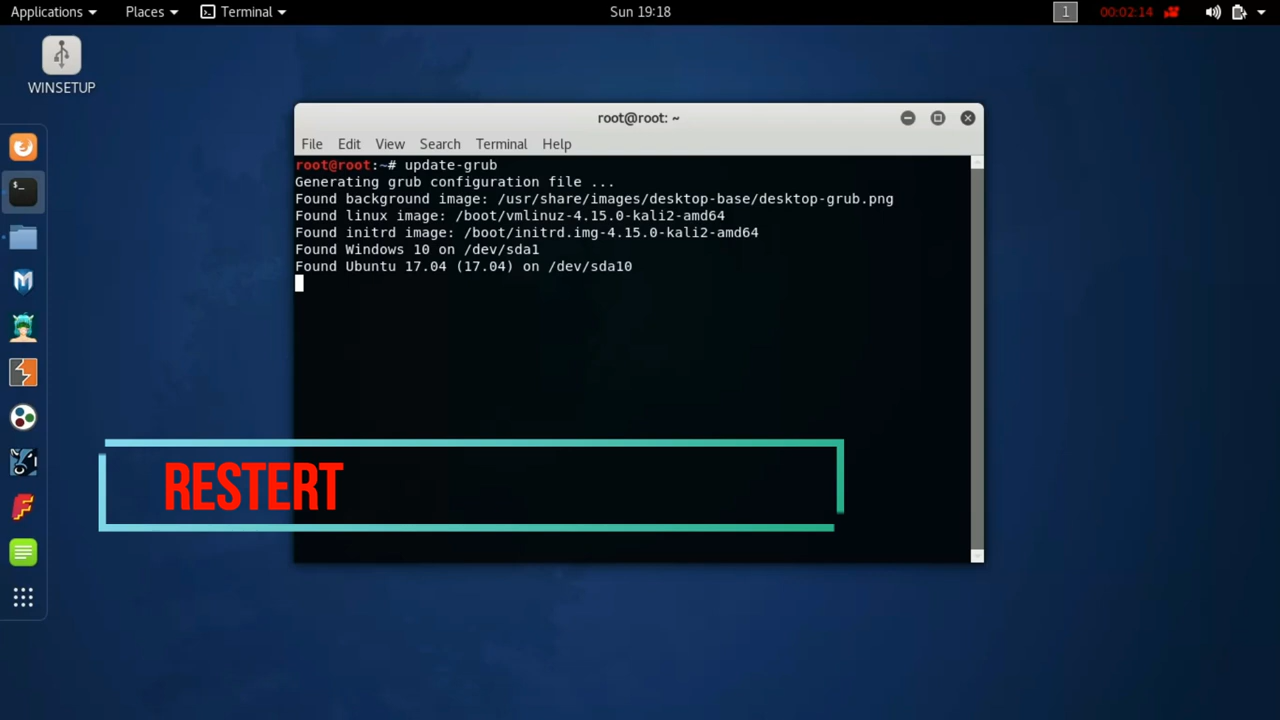 Applications Places Terminal Sun 19:18 1 00:02:14
WINSETUP
root@root: ~
File Edit View Search Terminal Help
root@root:~# update-grub
Generating grub configuration file ...
Found background image: /usr/share/images/desktop-base/desktop-grub.png
Found linux image: /boot/vmlinuz-4.15.0-kali2-amd64
Found initrd image: /boot/initrd.img-4.15.0-kali2-amd64
Found Windows 10 on /dev/sda1
Found Ubuntu 17.04 (17.04) on /dev/sda10
RESTERT